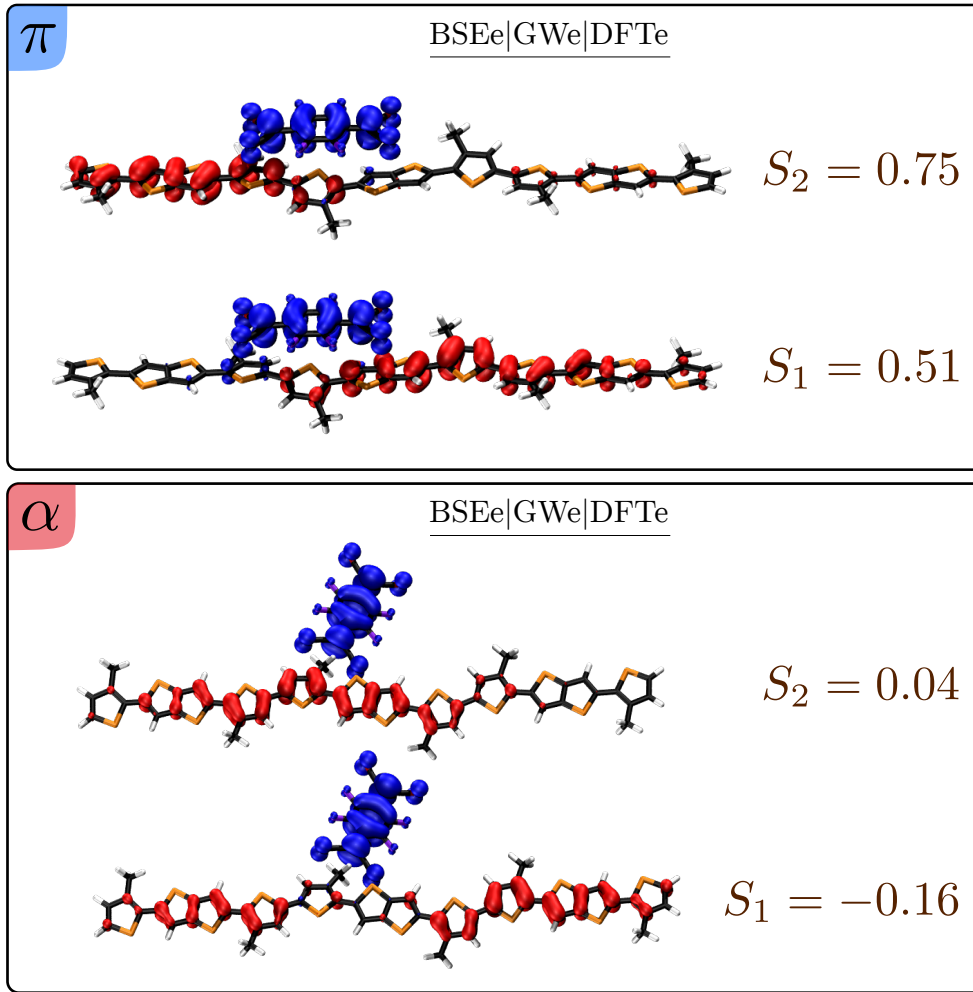 π
BSEe|GWe|DFTe
S₂ = 0.75
S₁ = 0.51
α
BSEe|GWe|DFTe
S₂ = 0.04
S₁ = −0.16